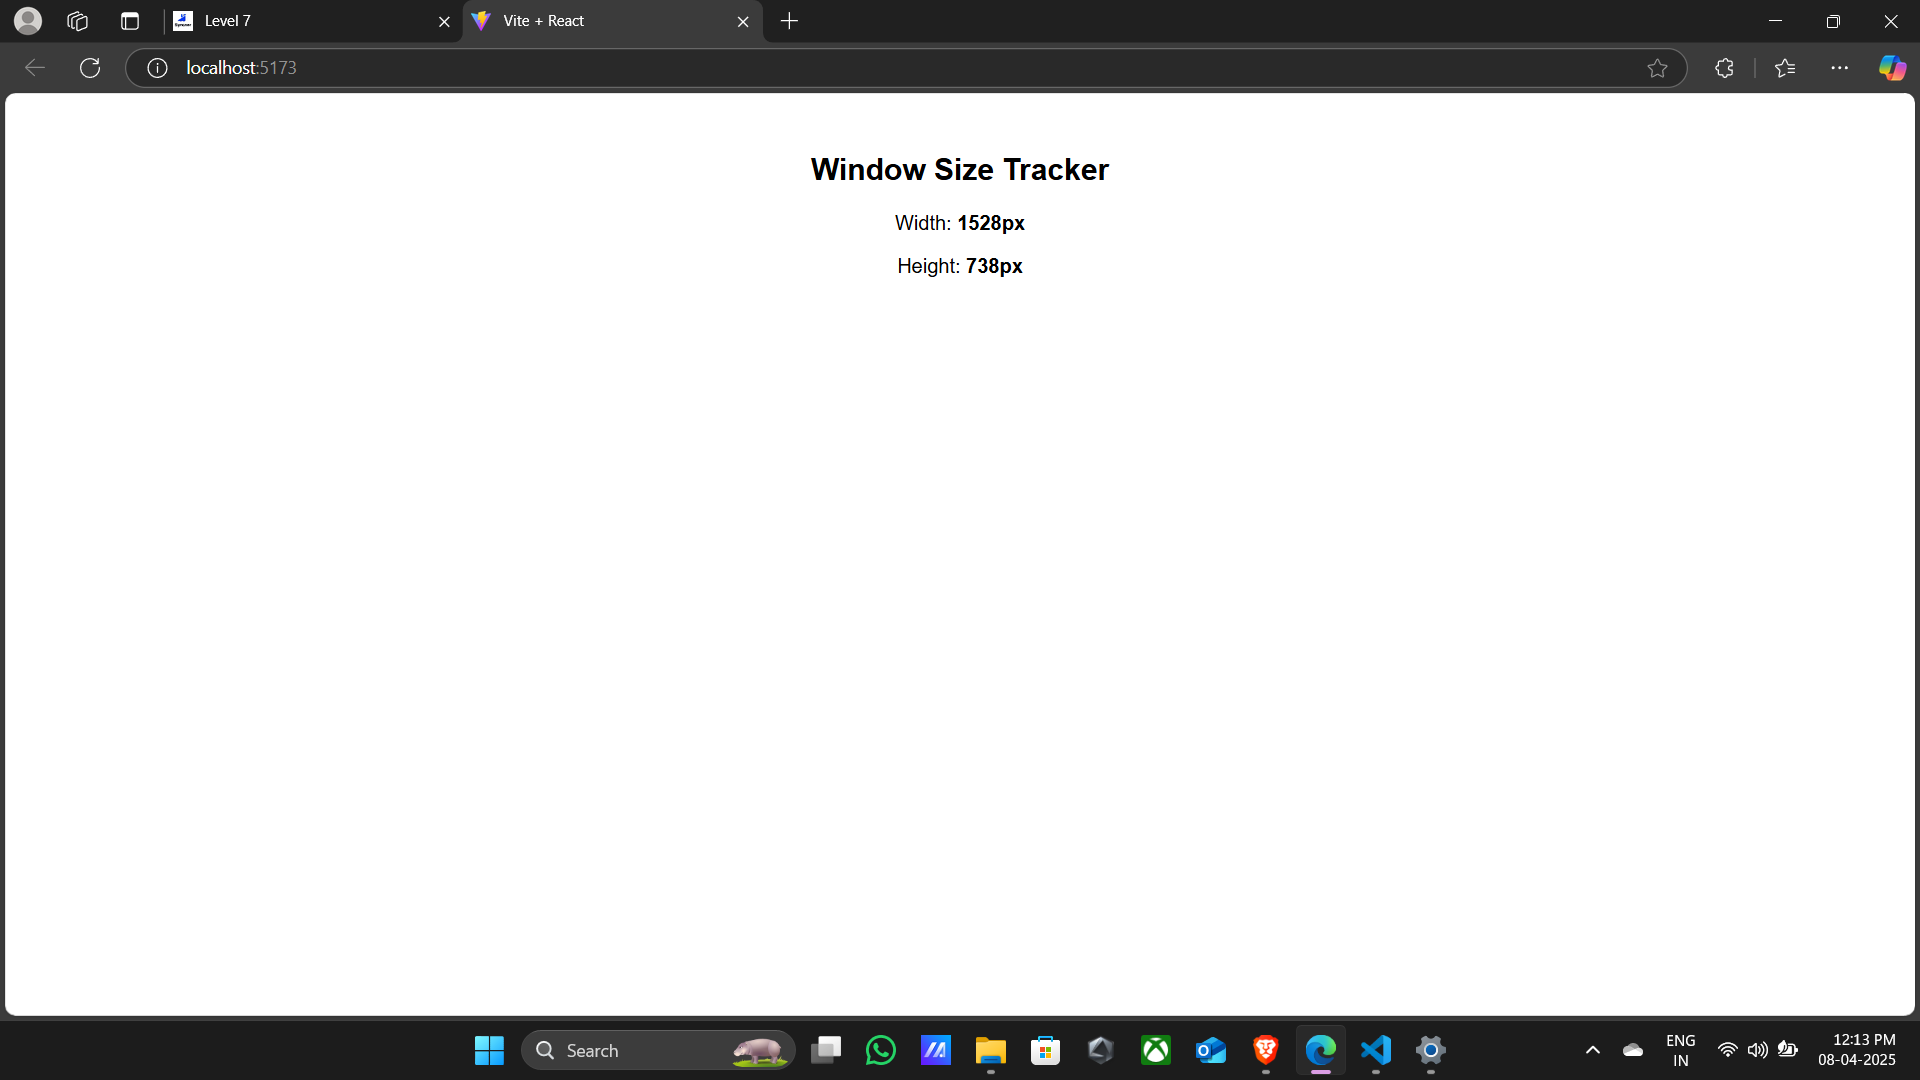 Level 7
Vite + React
localhost:5173
Window Size Tracker
Width: 1528px
Height: 738px
Search
ENG
IN
12:13 PM
08-04-2025